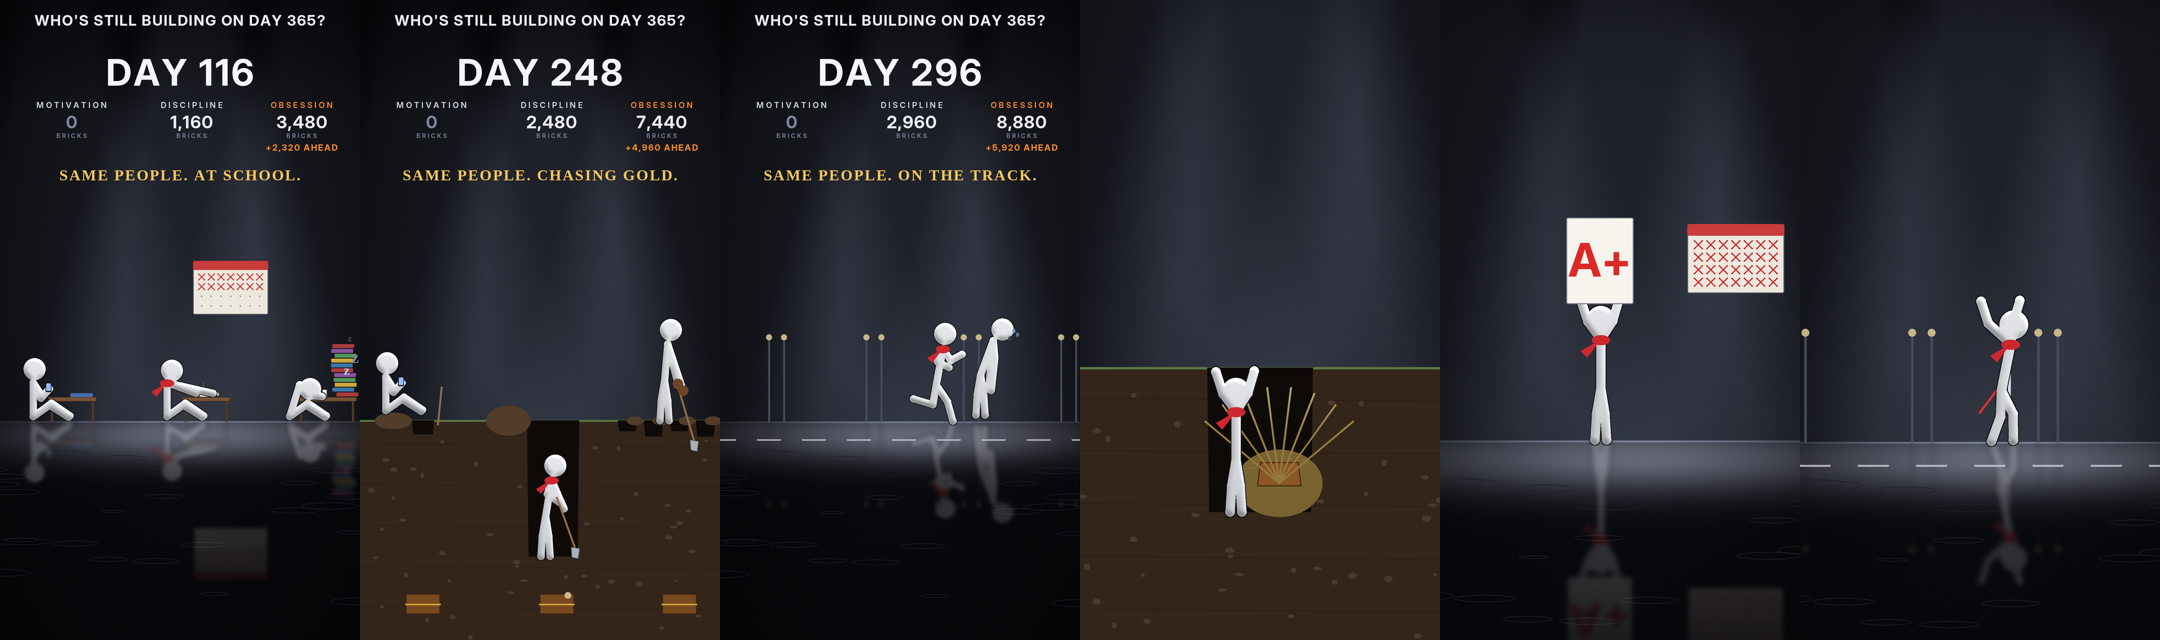 WHO'S STILL BUILDING ON DAY 365?
DAY 116
MOTIVATION DISCIPLINE OBSESSION
0 1,160 3,480
BRICKS BRICKS BRICKS
+2,320 AHEAD
SAME PEOPLE. AT SCHOOL.
z
Z
z
WHO'S STILL BUILDING ON DAY 365?
DAY 248
MOTIVATION DISCIPLINE OBSESSION
0 2,480 7,440
BRICKS BRICKS BRICKS
+4,960 AHEAD
SAME PEOPLE. CHASING GOLD.
WHO'S STILL BUILDING ON DAY 365?
DAY 296
MOTIVATION DISCIPLINE OBSESSION
0 2,960 8,880
BRICKS BRICKS BRICKS
+5,920 AHEAD
SAME PEOPLE. ON THE TRACK.
A+